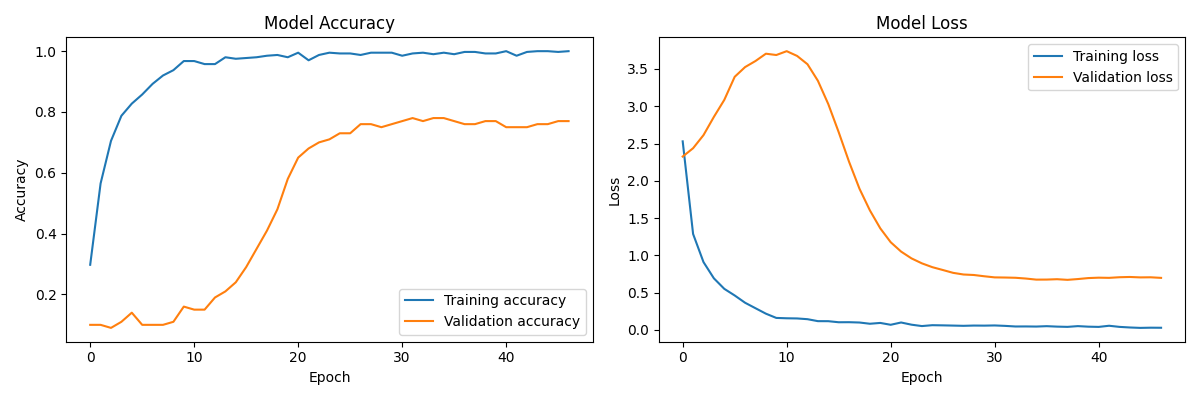 Model Accuracy
Accuracy
1.0
0.8
0.6
0.4
0.2
0 10 20 30 40
Epoch
Training accuracy
Validation accuracy
Model Loss
Loss
3.5
3.0
2.5
2.0
1.5
1.0
0.5
0.0
0 10 20 30 40
Epoch
Training loss
Validation loss